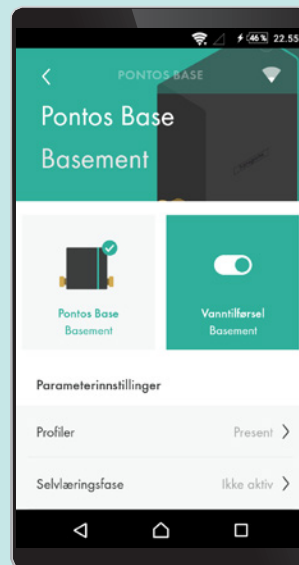 46% 22.55
PONTOS BASE
Pontos Base
Basement
Pontos Base
Basement
Vanntilførsel
Basement
Parameterinnstillinger
Profiler Present
Selvlæringsfase Ikke aktiv